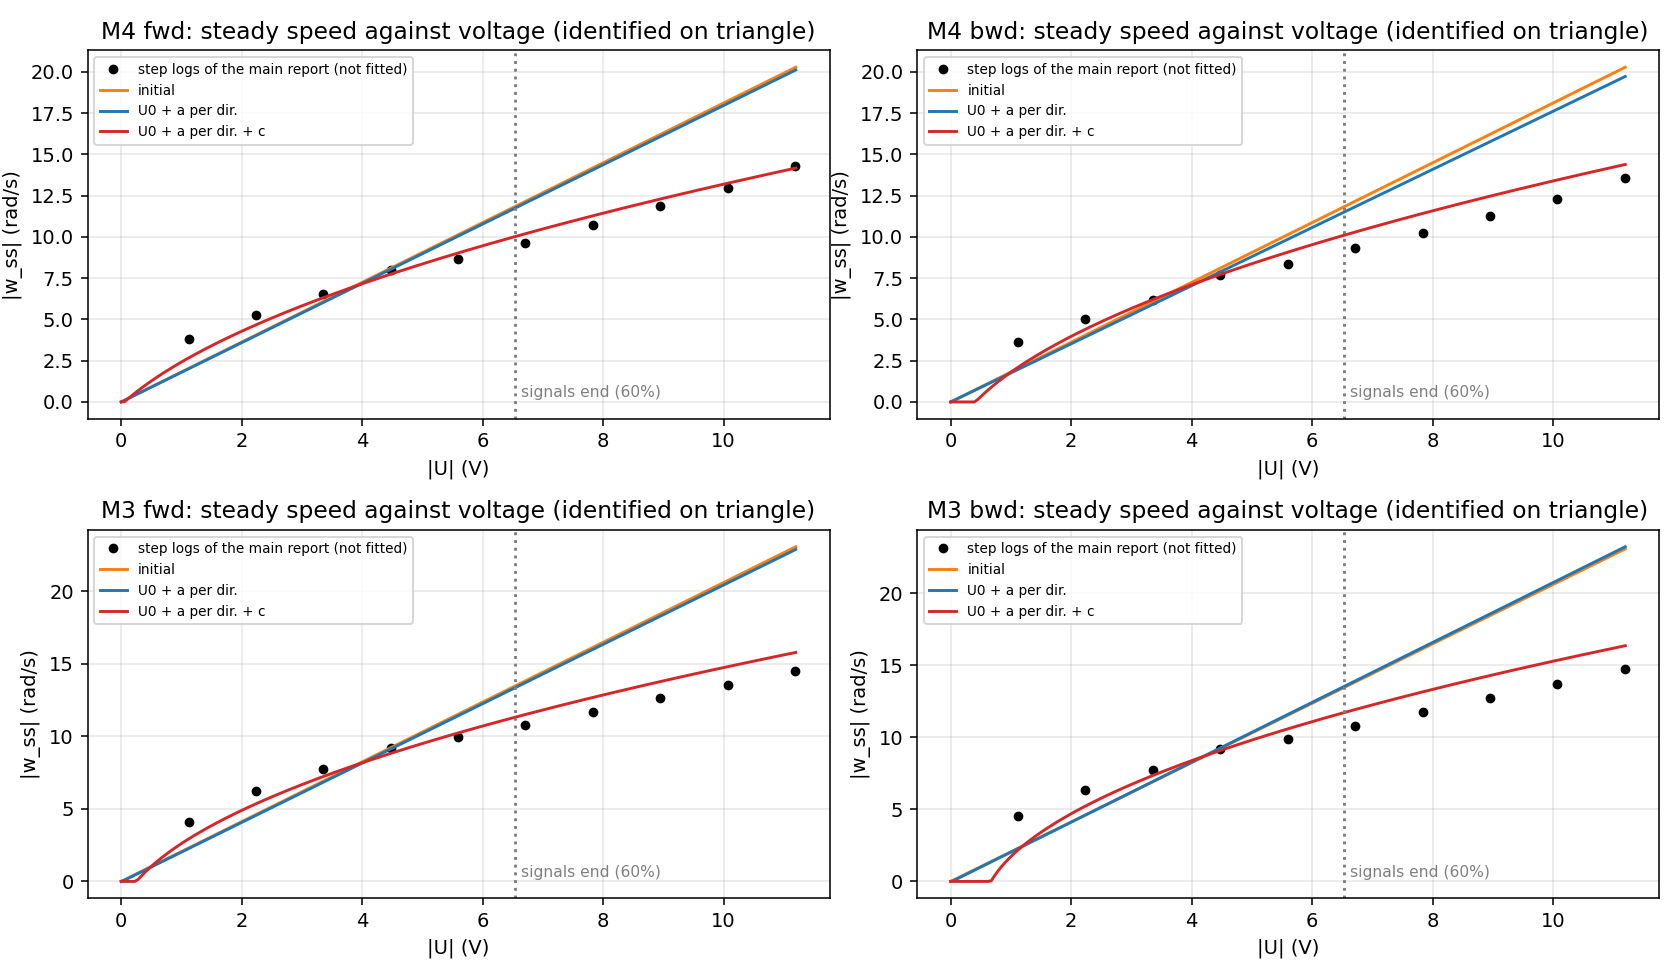 M4 fwd: steady speed against voltage (identified on triangle)
step logs of the main report (not fitted)
initial
U0 + a per dir.
U0 + a per dir. + c
20.0
17.5
15.0
12.5
10.0
7.5
5.0
2.5
0.0
|w_ss| (rad/s)
signals end (60%)
0 2 4 6 8 10
|U| (V)
M4 bwd: steady speed against voltage (identified on triangle)
step logs of the main report (not fitted)
initial
U0 + a per dir.
U0 + a per dir. + c
20.0
17.5
15.0
12.5
10.0
7.5
5.0
2.5
0.0
|w_ss| (rad/s)
signals end (60%)
0 2 4 6 8 10
|U| (V)
M3 fwd: steady speed against voltage (identified on triangle)
step logs of the main report (not fitted)
initial
U0 + a per dir.
U0 + a per dir. + c
20
15
10
5
0
|w_ss| (rad/s)
signals end (60%)
0 2 4 6 8 10
|U| (V)
M3 bwd: steady speed against voltage (identified on triangle)
step logs of the main report (not fitted)
initial
U0 + a per dir.
U0 + a per dir. + c
20
15
10
5
0
|w_ss| (rad/s)
signals end (60%)
0 2 4 6 8 10
|U| (V)